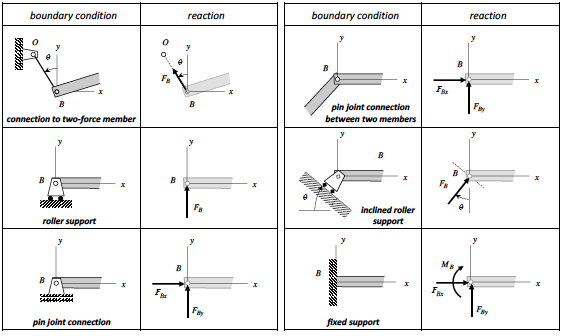 boundary condition reaction
O y
θ
B x
connection to two-force member
O y
θ
F_B
B x
y
B x
roller support
y
B x
F_B
y
B x
pin joint connection
y
B x
F_Bx
F_By
boundary condition reaction
y
B
x
pin joint connection
between two members
y
B
x
F_Bx
F_By
y
B
B
x
θ
inclined roller
support
y
B
F_B x
θ
y
B x
fixed support
y
M_B B
F_Bx x
F_By